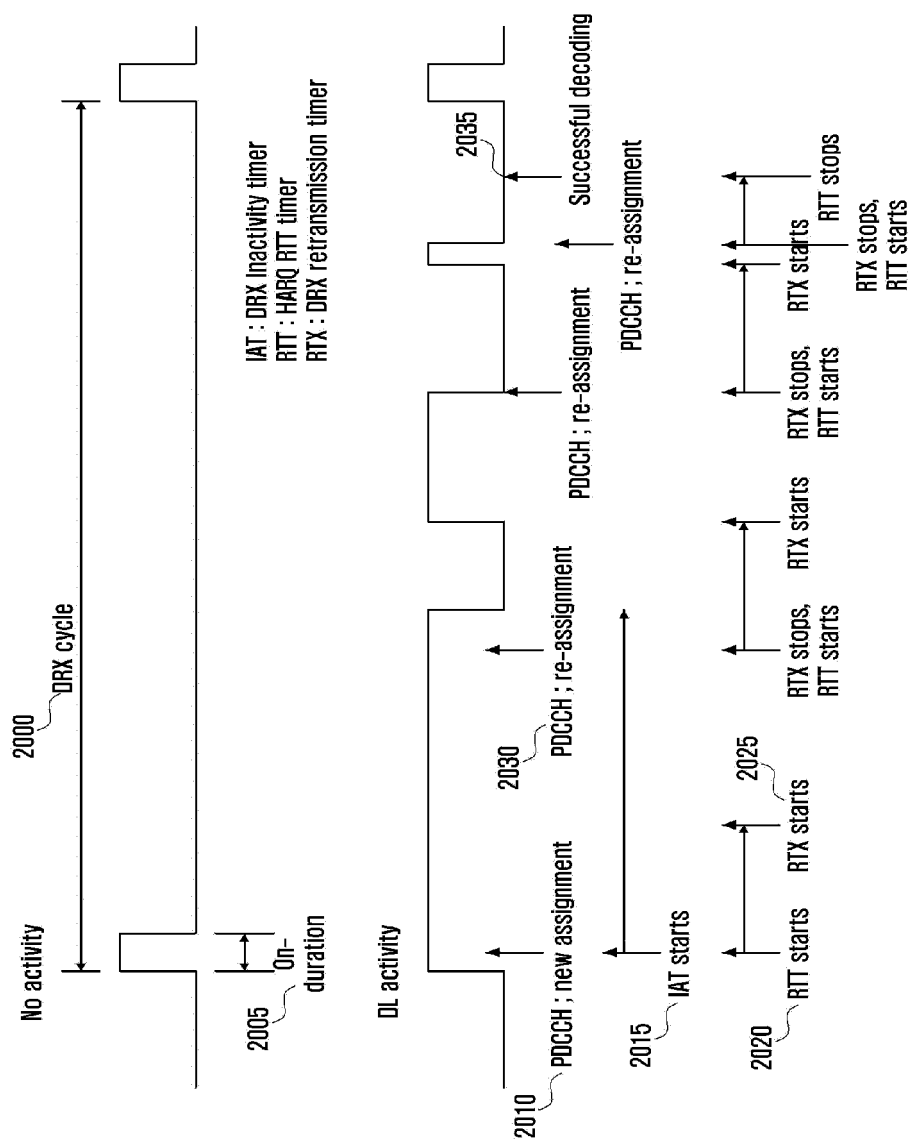 No activity
2000
DRX cycle
On-
duration
2005
IAT : DRX Inactivity timer
RTT : HARQ RTT timer
RTX : DRX retransmission timer
DL activity
2010
PDCCH ; new assignment
2030
PDCCH ; re-assignment
PDCCH ; re-assignment
PDCCH ; re-assignment
2035
Successful decoding
2015
IAT starts
2020
RTT starts
2025
RTX starts
RTX stops,
RTT starts
RTX starts
RTX stops,
RTT starts
RTX starts
RTX stops,
RTT starts
RTT stops